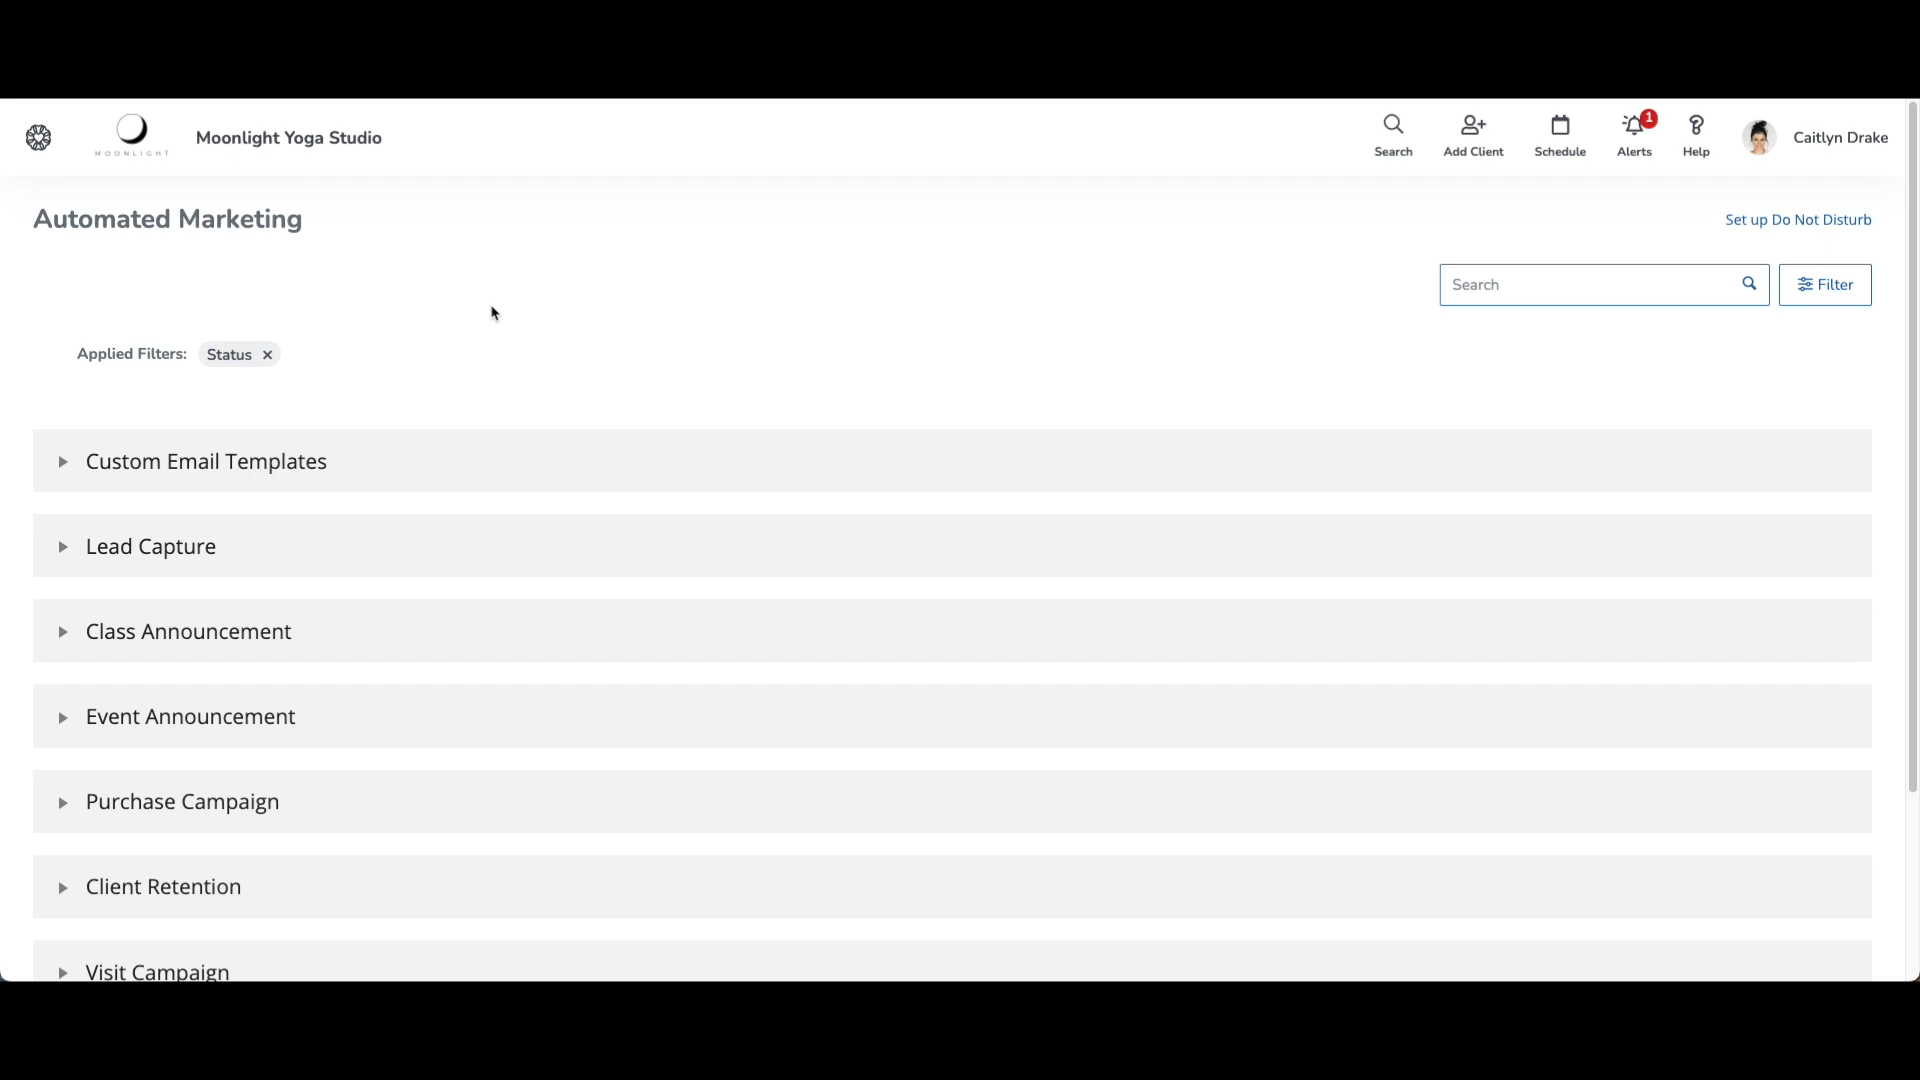 MOONLIGHT
Moonlight Yoga Studio
Search
Add Client
Schedule
1
Alerts
Help
Caitlyn Drake
Automated Marketing
Set up Do Not Disturb
Search
Filter
Applied Filters:
Status ×
Custom Email Templates
Lead Capture
Class Announcement
Event Announcement
Purchase Campaign
Client Retention
Visit Campaign